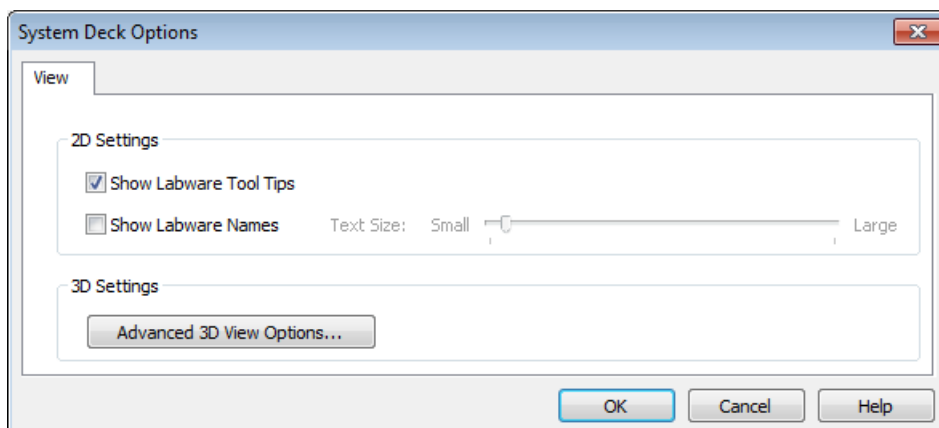 System Deck Options
View
2D Settings
Show Labware Tool Tips
Show Labware Names Text Size: Small Large
3D Settings
Advanced 3D View Options...
OK Cancel Help